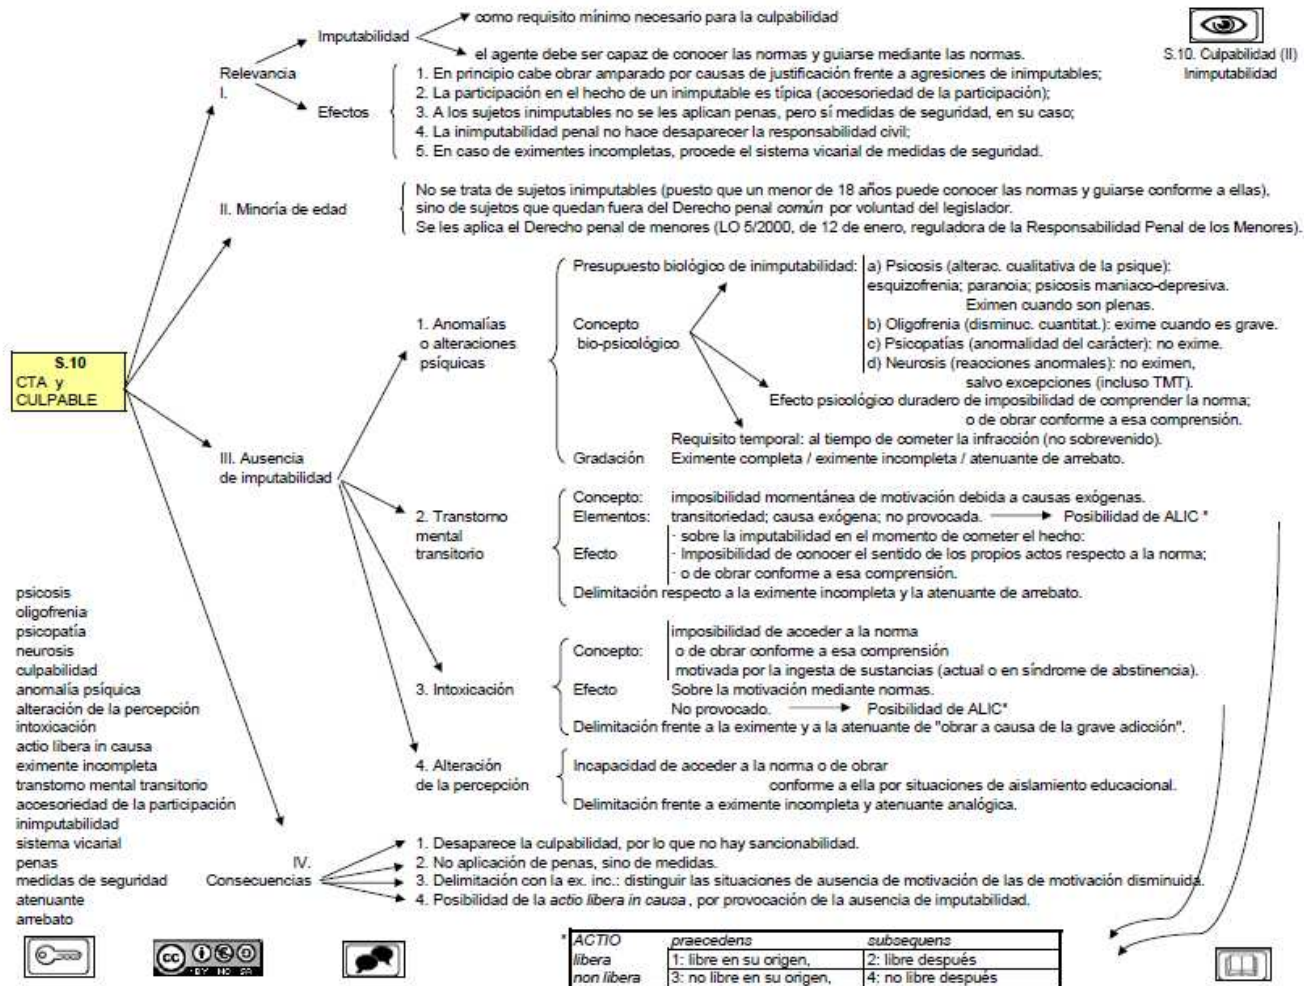 S.10. Culpabilidad (II)
Inimputabilidad
S.10
CTA y
CULPABLE
Relevancia
I.
Imputabilidad
como requisito mínimo necesario para la culpabilidad
el agente debe ser capaz de conocer las normas y guiarse mediante las normas.
Efectos
1. En principio cabe obrar amparado por causas de justificación frente a agresiones de inimputables;
2. La participación en el hecho de un inimputable es típica (accesoriedad de la participación);
3. A los sujetos inimputables no se les aplican penas, pero sí medidas de seguridad, en su caso;
4. La inimputabilidad penal no hace desaparecer la responsabilidad civil;
5. En caso de eximentes incompletas, procede el sistema vicarial de medidas de seguridad.
II. Minoría de edad
No se trata de sujetos inimputables (puesto que un menor de 18 años puede conocer las normas y guiarse conforme a ellas),
sino de sujetos que quedan fuera del Derecho penal común por voluntad del legislador.
Se les aplica el Derecho penal de menores (LO 5/2000, de 12 de enero, reguladora de la Responsabilidad Penal de los Menores).
III. Ausencia
de imputabilidad
1. Anomalías
o alteraciones
psíquicas
Concepto
bio-psicológico
Presupuesto biológico de inimputabilidad:
a) Psicosis (alterac. cualitativa de la psique):
esquizofrenia; paranoia; psicosis maniaco-depresiva.
Eximen cuando son plenas.
b) Oligofrenia (disminuc. cuantitat.): exime cuando es grave.
c) Psicopatías (anormalidad del carácter): no exime.
d) Neurosis (reacciones anormales): no eximen,
salvo excepciones (incluso TMT).
Efecto psicológico duradero de imposibilidad de comprender la norma;
o de obrar conforme a esa comprensión.
Requisito temporal: al tiempo de cometer la infracción (no sobrevenido).
Gradación Eximente completa / eximente incompleta / atenuante de arrebato.
2. Transtorno
mental
transitorio
Concepto: imposibilidad momentánea de motivación debida a causas exógenas.
Elementos: transitoriedad; causa exógena; no provocada. Posibilidad de ALIC *
Efecto
- sobre la imputabilidad en el momento de cometer el hecho:
- Imposibilidad de conocer el sentido de los propios actos respecto a la norma;
- o de obrar conforme a esa comprensión.
Delimitación respecto a la eximente incompleta y la atenuante de arrebato.
3. Intoxicación
Concepto:
imposibilidad de acceder a la norma
o de obrar conforme a esa comprensión
motivada por la ingesta de sustancias (actual o en síndrome de abstinencia).
Efecto Sobre la motivación mediante normas.
No provocado. Posibilidad de ALIC*
Delimitación frente a la eximente y a la atenuante de "obrar a causa de la grave adicción".
4. Alteración
de la percepción
Incapacidad de acceder a la norma o de obrar
conforme a ella por situaciones de aislamiento educacional.
Delimitación frente a eximente incompleta y atenuante analógica.
IV.
Consecuencias
1. Desaparece la culpabilidad, por lo que no hay sancionabilidad.
2. No aplicación de penas, sino de medidas.
3. Delimitación con la ex. inc.: distinguir las situaciones de ausencia de motivación de las de motivación disminuida.
4. Posibilidad de la actio libera in causa, por provocación de la ausencia de imputabilidad.
psicosis
oligofrenia
psicopatía
neurosis
culpabilidad
anomalía psíquica
alteración de la percepción
intoxicación
actio libera in causa
eximente incompleta
transtorno mental transitorio
accesoriedad de la participación
inimputabilidad
sistema vicarial
penas
medidas de seguridad
atenuante
arrebato
cc
BY NC SA
* ACTIO praecedens subsequens
libera 1: libre en su origen, 2: libre después
non libera 3: no libre en su origen, 4: no libre después